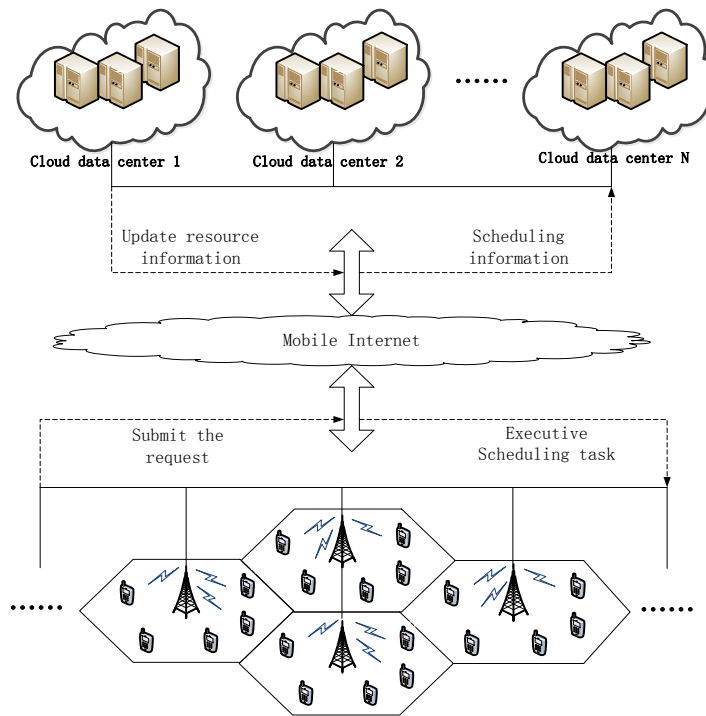 ······
Cloud data center 1
Cloud data center 2
Cloud data center N
Update resource
information
Scheduling
information
Mobile Internet
Submit the
request
Executive
Scheduling task
······
······